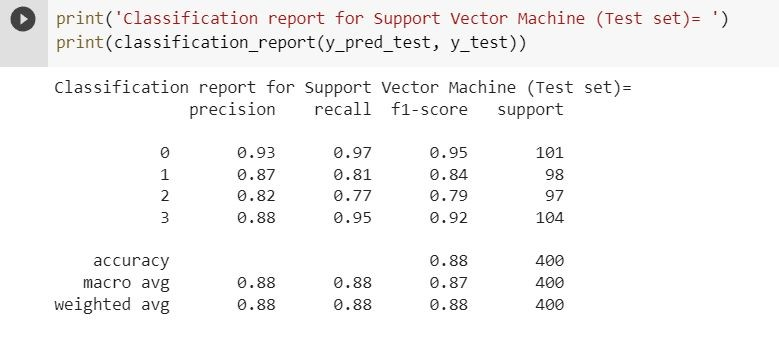 print('Classification report for Support Vector Machine (Test set)= ')
print(classification_report(y_pred_test, y_test))
Classification report for Support Vector Machine (Test set)=
precision recall f1-score support
0 0.93 0.97 0.95 101
1 0.87 0.81 0.84 98
2 0.82 0.77 0.79 97
3 0.88 0.95 0.92 104
accuracy 0.88 400
macro avg 0.88 0.88 0.87 400
weighted avg 0.88 0.88 0.88 400